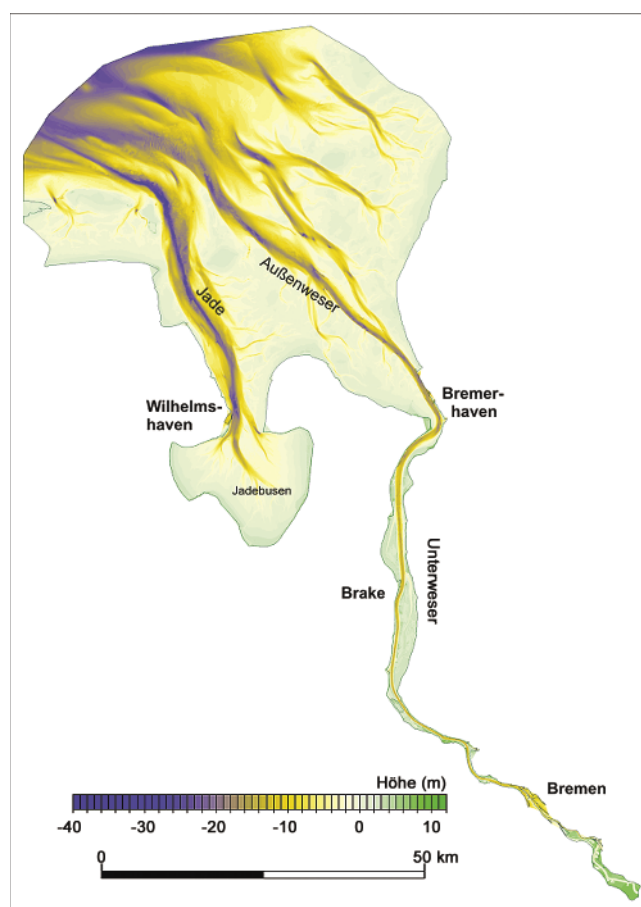 Jade
Außenweser
Wilhelms-
haven
Bremer-
haven
Jadebusen
Unterweser
Brake
Höhe (m)
Bremen
-40 -30 -20 -10 0 10
0 50 km